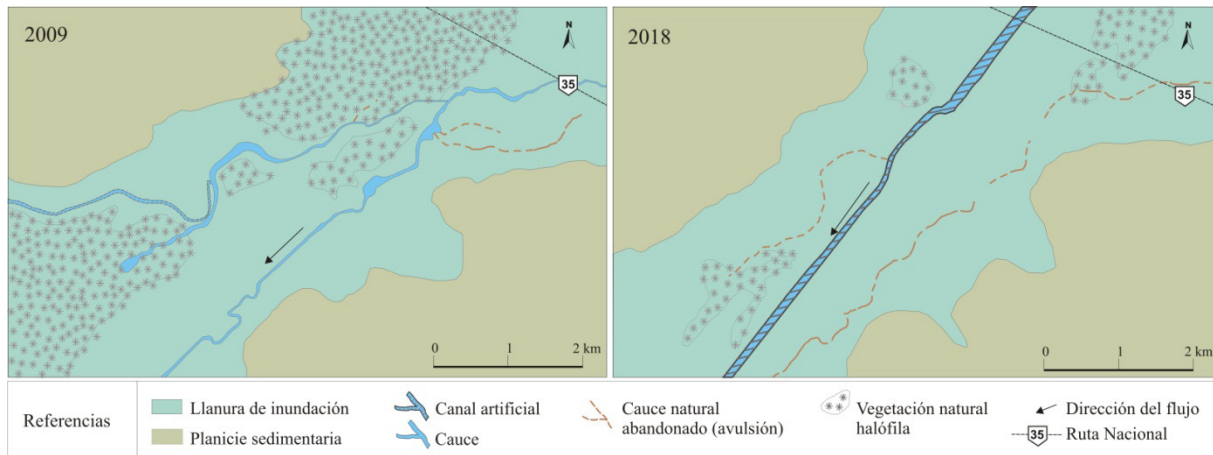 2009
N
35
0 1 2 km
2018
N
35
0 1 2 km
Referencias
Llanura de inundación
Planicie sedimentaria
Canal artificial
Cauce
Cauce natural
abandonado (avulsión)
Vegetación natural
halófila
Dirección del flujo
35 Ruta Nacional